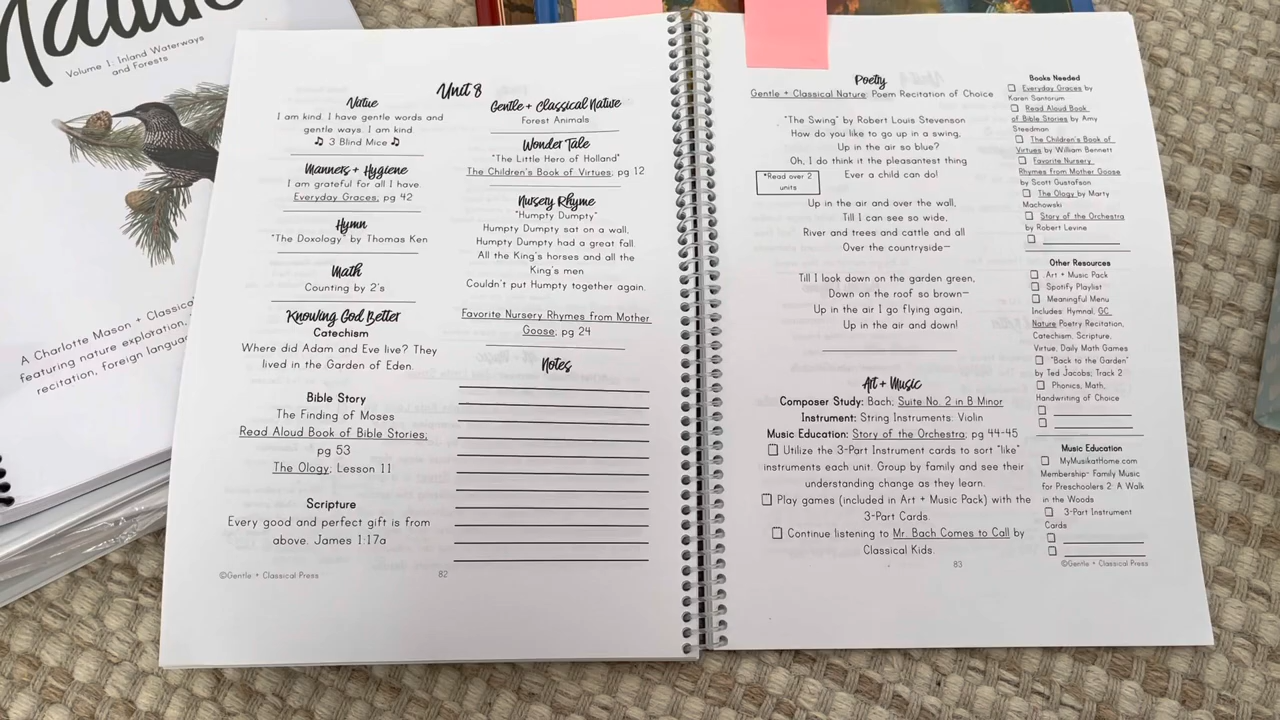 Volume 1: Inland Waterways
and Forests
A Charlotte Mason + Classica
featuring nature exploration,
recitation, foreign languag
Unit 8
Virtue
I am kind. I have gentle words and
gentle ways. I am kind
♫ 3 Blind Mice ♫
Manners + Hygiene
I am grateful for all I have.
Everyday Graces, pg 42
Hymn
"The Doxology" by Thomas Ken
Math
Counting by 2's
Knowing God Better
Catechism
Where did Adam and Eve live? They
lived in the Garden of Eden.
Bible Story
The Finding of Moses
Read Aloud Book of Bible Stories;
pg 53
The Ology; Lesson 11
Scripture
Every good and perfect gift is from
above. James 1:17a
©Gentle + Classical Press
82
Gentle + Classical Nature
Forest Animals
Wonder Tale
"The Little Hero of Holland"
The Children's Book of Virtues; pg 12
Nursery Rhyme
"Humpty Dumpty"
Humpty Dumpty sat on a wall,
Humpty Dumpty had a great fall.
All the King's horses and all the
King's men
Couldn't put Humpty together again.
Favorite Nursery Rhymes from Mother
Goose; pg 24
Notes
Poetry
Gentle + Classical Nature: Poem Recitation of Choice
"The Swing" by Robert Louis Stevenson
How do you like to go up in a swing,
Up in the air so blue?
Oh, I do think it the pleasantest thing
Ever a child can do!
*Read over 2
units
Up in the air and over the wall,
Till I can see so wide,
River and trees and cattle and all
Over the countryside—
Till I look down on the garden green,
Down on the roof so brown—
Up in the air I go flying again,
Up in the air and down!
Art + Music
Composer Study: Bach; Suite No. 2 in B Minor
Instrument: String Instruments: Violin
Music Education: Story of the Orchestra; pg 44-45
Utilize the 3-Part Instrument cards to sort "like"
instruments each unit. Group by family and see their
understanding change as they learn.
Play games (included in Art + Music Pack) with the
3-Part Cards.
Continue listening to Mr. Bach Comes to Call by
Classical Kids.
83
Books Needed
Everyday Graces by
Karen Santorum
Read Aloud Book
of Bible Stories by Amy
Steedman
The Children's Book of
Virtues by William Bennett
Favorite Nursery
Rhymes From Mother Goose
by Scott Gustafson
The Ology by Marty
Machowski
Story of the Orchestra
by Robert Levine
Other Resources
Art + Music Pack
Spotify Playlist
Meaningful Menu
Includes: Hymnal, GC
Nature Poetry Recitation,
Catechism, Scripture,
Virtue, Daily Math Games
"Back to the Garden"
by Ted Jacobs; Track 2
Phonics, Math,
Handwriting of Choice
Music Education
MyMusikatHome.com
Membership- Family Music
for Preschoolers 2: A Walk
in the Woods
3-Part Instrument
Cards
©Gentle + Classical Press